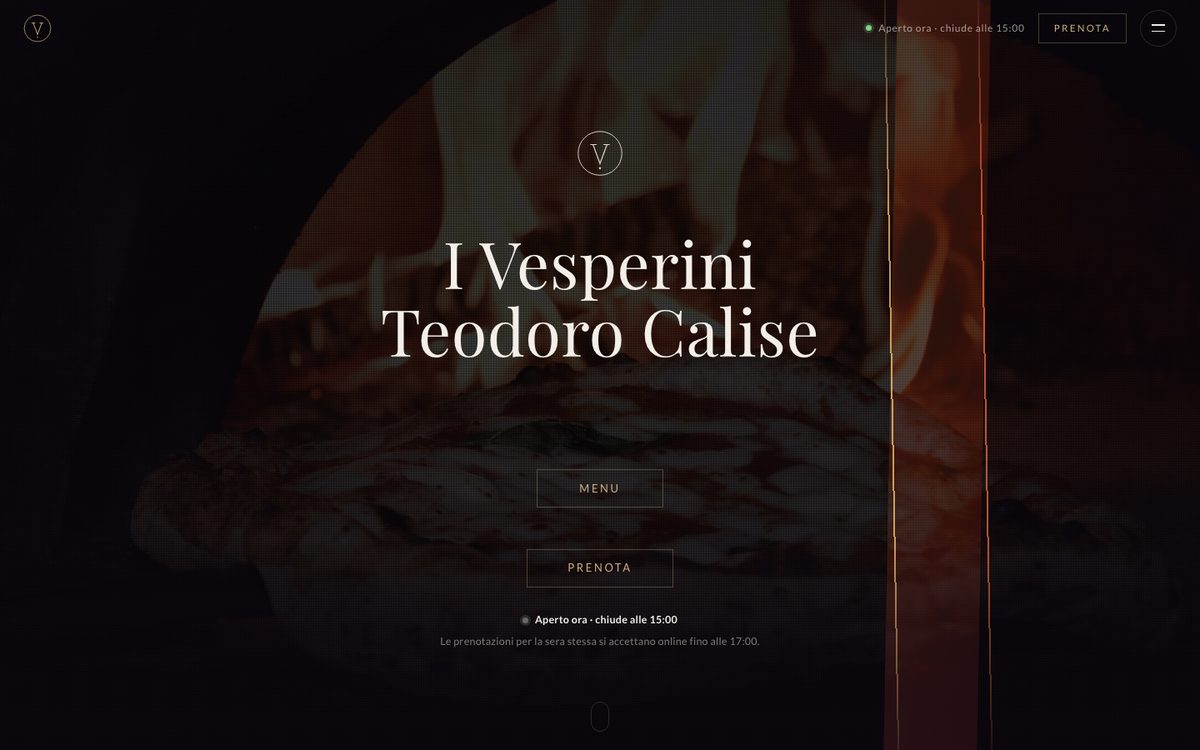 V
Aperto ora · chiude alle 15:00
PRENOTA
V
I Vesperini
Teodoro Calise
MENU
PRENOTA
Aperto ora · chiude alle 15:00
Le prenotazioni per la sera stessa si accettano online fino alle 17:00.